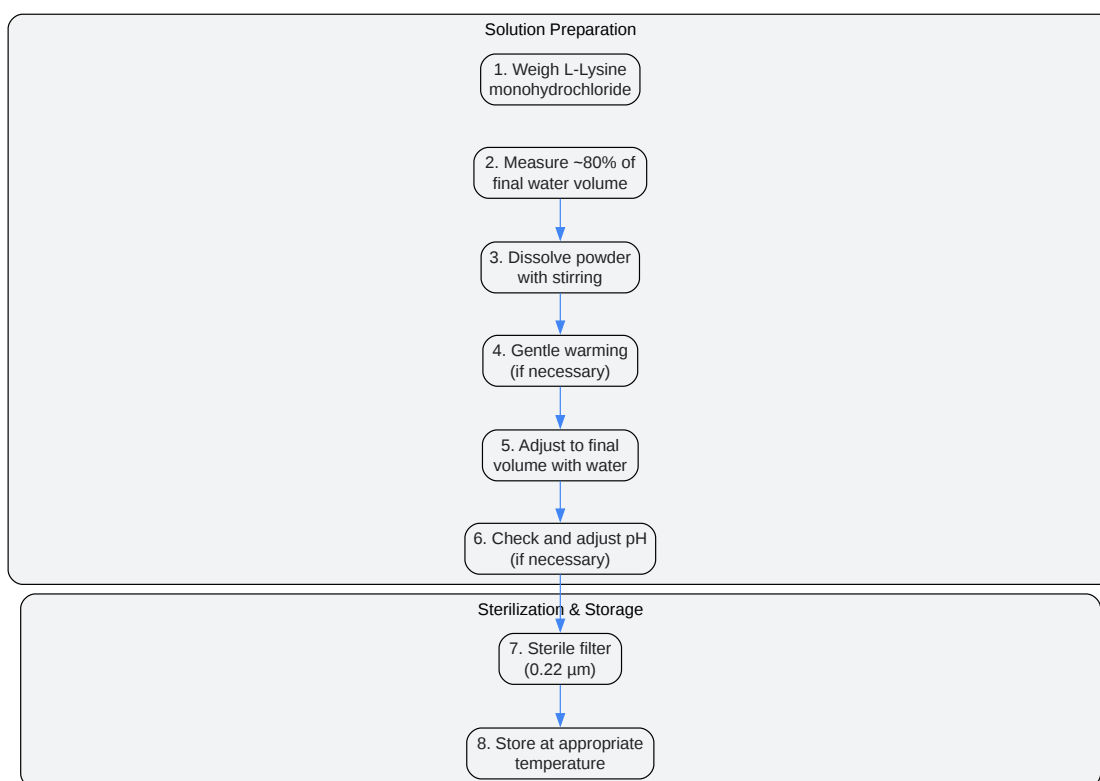 Solution Preparation
1. Weigh L-Lysine
monohydrochloride
2. Measure ~80% of
final water volume
3. Dissolve powder
with stirring
4. Gentle warming
(if necessary)
5. Adjust to final
volume with water
6. Check and adjust pH
(if necessary)
Sterilization & Storage
7. Sterile filter
(0.22 µm)
8. Store at appropriate
temperature